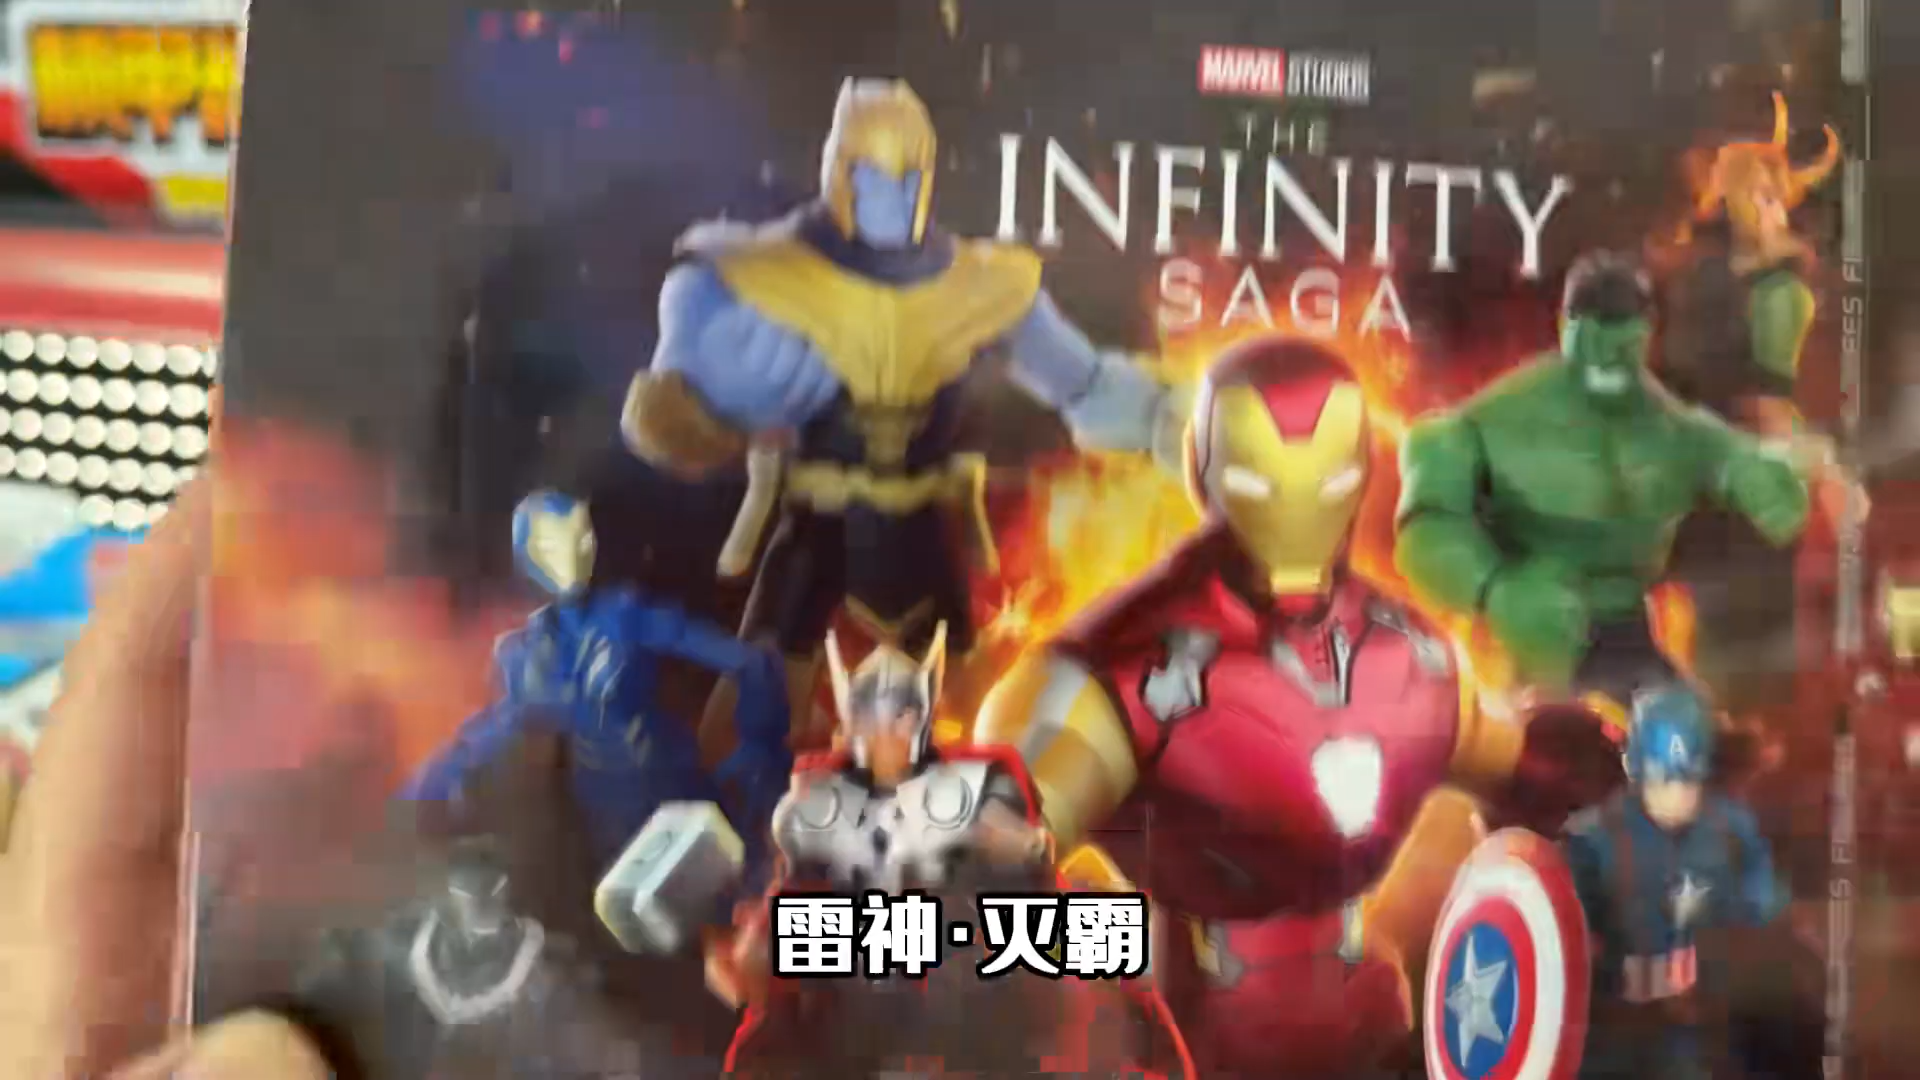 MARVEL STUDIOS
THE
INFINITY
SAGA
A
雷神·灭霸